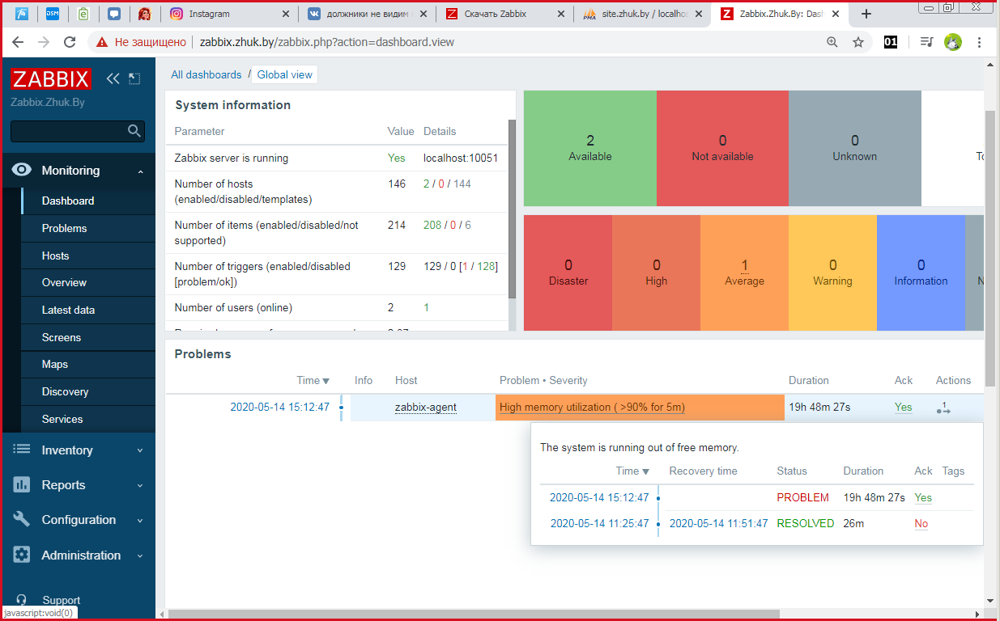 DSM
Instagram
должники не видим
Скачать Zabbix
PMA site.zhuk.by / localhos
Zabbix.Zhuk.By: Das
Не защищено
zabbix.zhuk.by/zabbix.php?action=dashboard.view
01
ZABBIX
Zabbix.Zhuk.By
Monitoring
Dashboard
Problems
Hosts
Overview
Latest data
Screens
Maps
Discovery
Services
Inventory
Reports
Configuration
Administration
Support
javascript:void(0)
All dashboards / Global view
System information
Parameter Value Details
Zabbix server is running Yes localhost:10051
Number of hosts 146 2 / 0 / 144
(enabled/disabled/templates)
Number of items (enabled/disabled/not 214 208 / 0 / 6
supported)
Number of triggers (enabled/disabled 129 129 / 0 [1 / 128]
[problem/ok])
Number of users (online) 2 1
2 0 0
Available Not available Unknown To
0 0 1 0 0
Disaster High Average Warning Information N
Problems
Time Info Host Problem • Severity Duration Ack Actions
2020-05-14 15:12:47 zabbix-agent High memory utilization ( >90% for 5m) 19h 48m 27s Yes 1
The system is running out of free memory.
Time Recovery time Status Duration Ack Tags
2020-05-14 15:12:47 PROBLEM 19h 48m 27s Yes
2020-05-14 11:25:47 2020-05-14 11:51:47 RESOLVED 26m No